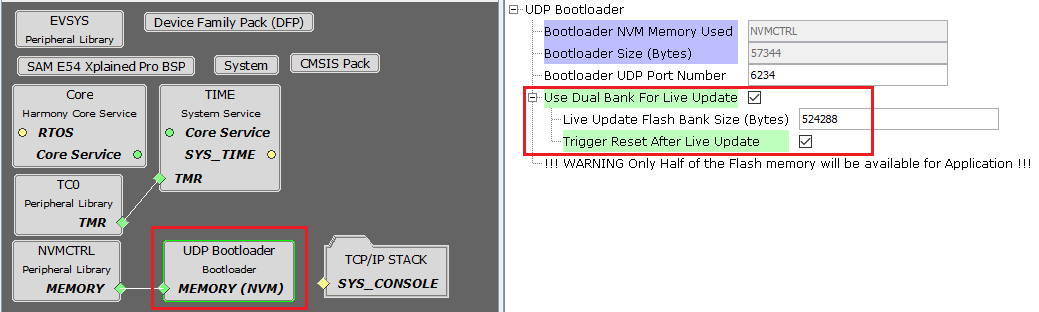 EVSYS
Peripheral Library
Device Family Pack (DFP)
SAM E54 Xplained Pro BSP
System
CMSIS Pack
Core
Harmony Core Service
RTOS
Core Service
TIME
System Service
Core Service
SYS_TIME
TMR
TC0
Peripheral Library
TMR
NVMCTRL
Peripheral Library
MEMORY
UDP Bootloader
Bootloader
MEMORY (NVM)
TCP/IP STACK
SYS_CONSOLE
UDP Bootloader
Bootloader NVM Memory Used NVMCTRL
Bootloader Size (Bytes) 57344
Bootloader UDP Port Number 6234
Use Dual Bank For Live Update
Live Update Flash Bank Size (Bytes) 524288
Trigger Reset After Live Update
!!! WARNING Only Half of the Flash memory will be available for Application !!!